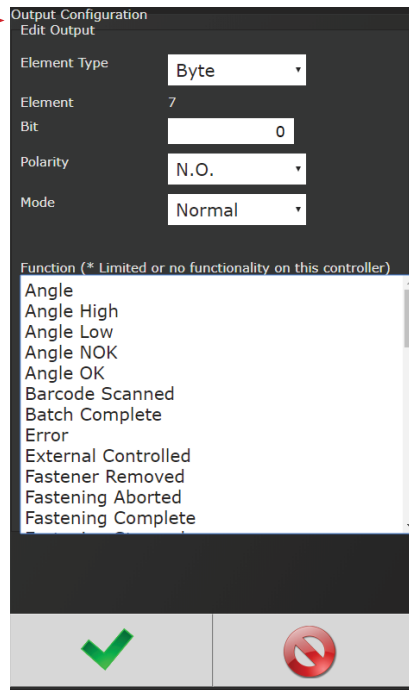 Output Configuration
Edit Output
Element Type Byte
Element 7
Bit 0
Polarity N.O.
Mode Normal
Function (* Limited or no functionality on this controller)
Angle
Angle High
Angle Low
Angle NOK
Angle OK
Barcode Scanned
Batch Complete
Error
External Controlled
Fastener Removed
Fastening Aborted
Fastening Complete